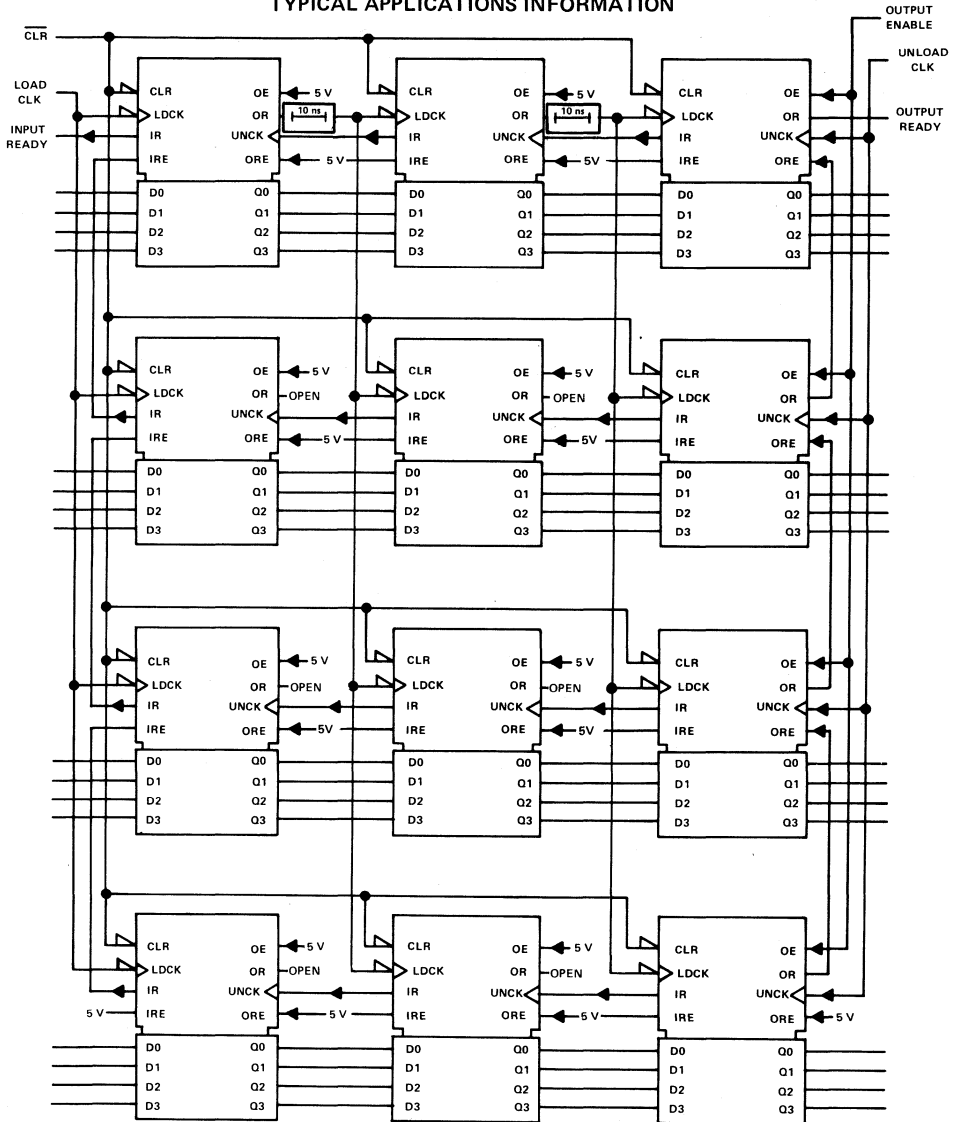 TYPICAL APPLICATIONS INFORMATION
OUTPUT
ENABLE
CLR
UNLOAD
CLK
LOAD
CLK
INPUT
READY
OUTPUT
READY
CLR OE 5 V CLR OE 5 V CLR OE
LDCK OR 10 ns LDCK OR 10 ns LDCK OR
IR UNCK IR UNCK IR UNCK
IRE ORE 5 V IRE ORE 5V IRE ORE
D0 Q0 D0 Q0 D0 Q0
D1 Q1 D1 Q1 D1 Q1
D2 Q2 D2 Q2 D2 Q2
D3 Q3 D3 Q3 D3 Q3
CLR OE 5 V CLR OE 5 V CLR OE
LDCK OR OPEN LDCK OR OPEN LDCK OR
IR UNCK IR UNCK IR UNCK
IRE ORE 5V IRE ORE 5V IRE ORE
D0 Q0 D0 Q0 D0 Q0
D1 Q1 D1 Q1 D1 Q1
D2 Q2 D2 Q2 D2 Q2
D3 Q3 D3 Q3 D3 Q3
CLR OE 5 V CLR OE 5 V CLR OE
LDCK OR OPEN LDCK OR OPEN LDCK OR
IR UNCK IR UNCK IR UNCK
IRE ORE 5V IRE ORE 5V IRE ORE
D0 Q0 D0 Q0 D0 Q0
D1 Q1 D1 Q1 D1 Q1
D2 Q2 D2 Q2 D2 Q2
D3 Q3 D3 Q3 D3 Q3
CLR OE 5 V CLR OE 5 V CLR OE
LDCK OR OPEN LDCK OR OPEN LDCK OR
IR UNCK IR UNCK IR UNCK
5 V IRE ORE 5 V IRE ORE 5 V IRE ORE 5 V
D0 Q0 D0 Q0 D0 Q0
D1 Q1 D1 Q1 D1 Q1
D2 Q2 D2 Q2 D2 Q2
D3 Q3 D3 Q3 D3 Q3